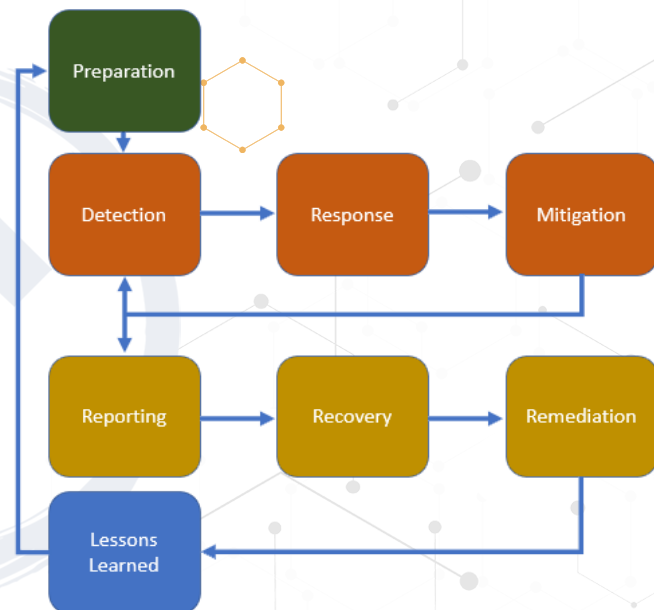 Preparation
Detection
Response
Mitigation
Reporting
Recovery
Remediation
Lessons
Learned